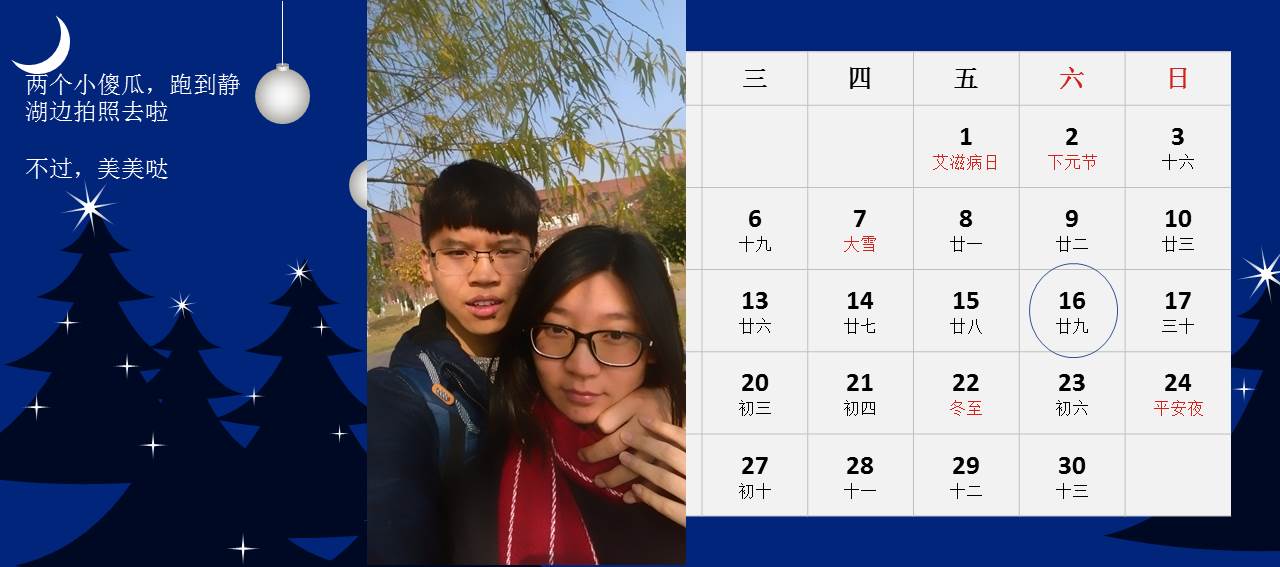 两个小傻瓜，跑到静
湖边拍照去啦
不过，美美哒
三 四 五 六 日
1 2 3
艾滋病日 下元节 十六
6 7 8 9 10
十九 大雪 廿一 廿二 廿三
13 14 15 16 17
廿六 廿七 廿八 廿九 三十
20 21 22 23 24
初三 初四 冬至 初六 平安夜
27 28 29 30
初十 十一 十二 十三